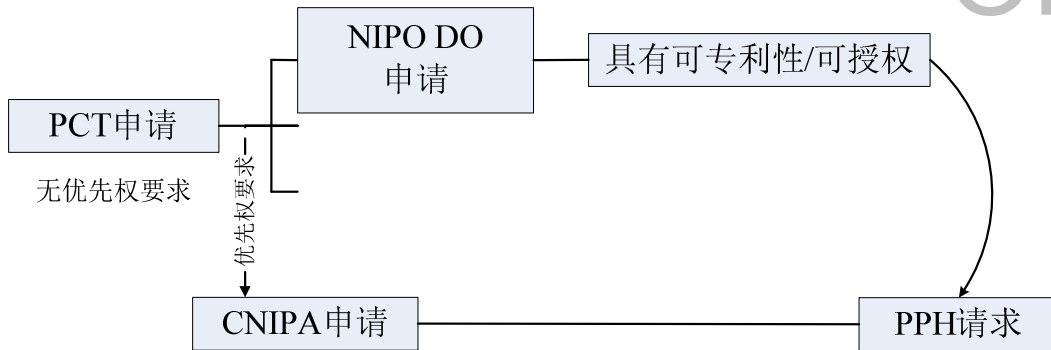 NIPO DO
申请
具有可专利性/可授权
PCT申请
无优先权要求
优先权要求
CNIPA申请
PPH请求